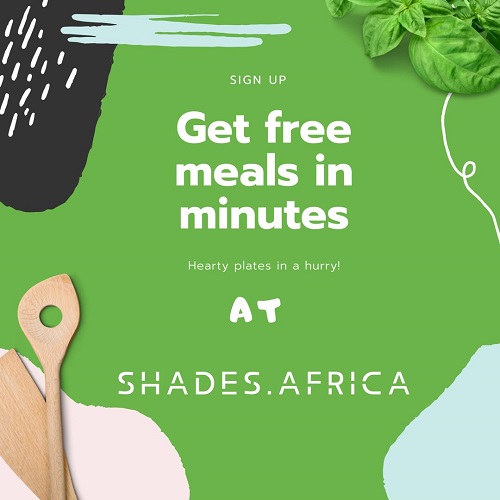 SIGN UP
Get free
meals in
minutes
Hearty plates in a hurry!
AT
SHADES.AFRICA